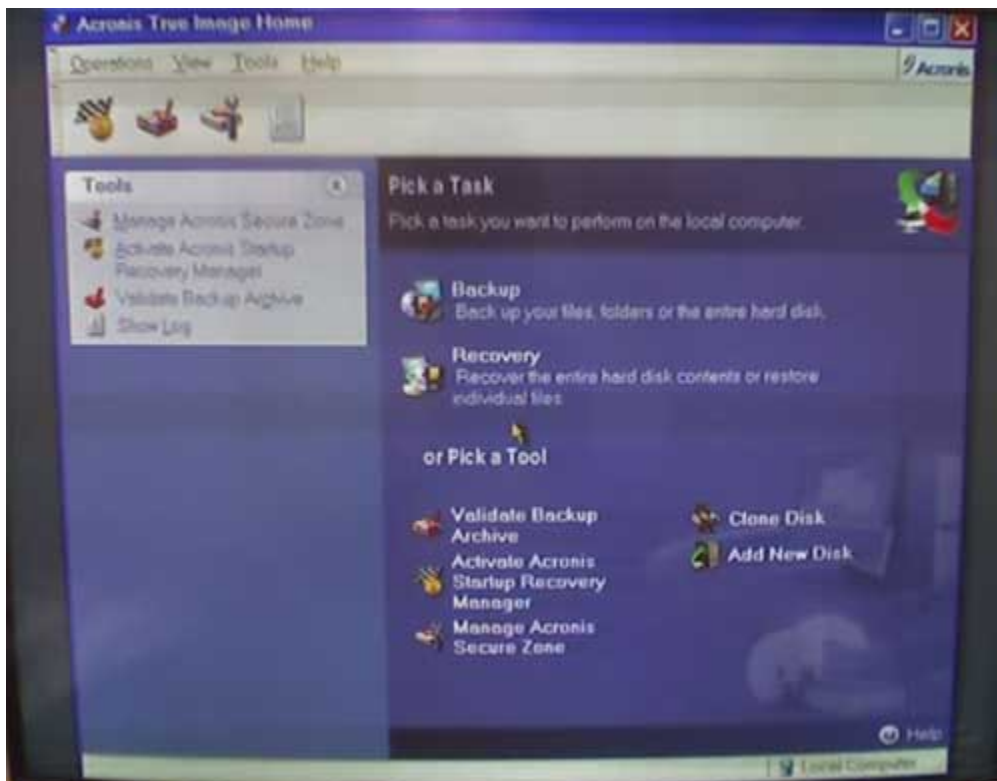 Acronis True Image Home
Operations View Tools Help
Acronis
Tools
Manage Acronis Secure Zone
Activate Acronis Startup
Recovery Manager
Validate Backup Archive
Show Log
Pick a Task
Pick a task you want to perform on the local computer.
Backup
Back up your files, folders or the entire hard disk.
Recovery
Recover the entire hard disk contents or restore
individual files
or Pick a Tool
Validate Backup
Archive
Activate Acronis
Startup Recovery
Manager
Manage Acronis
Secure Zone
Clone Disk
Add New Disk
Help
Local Computer